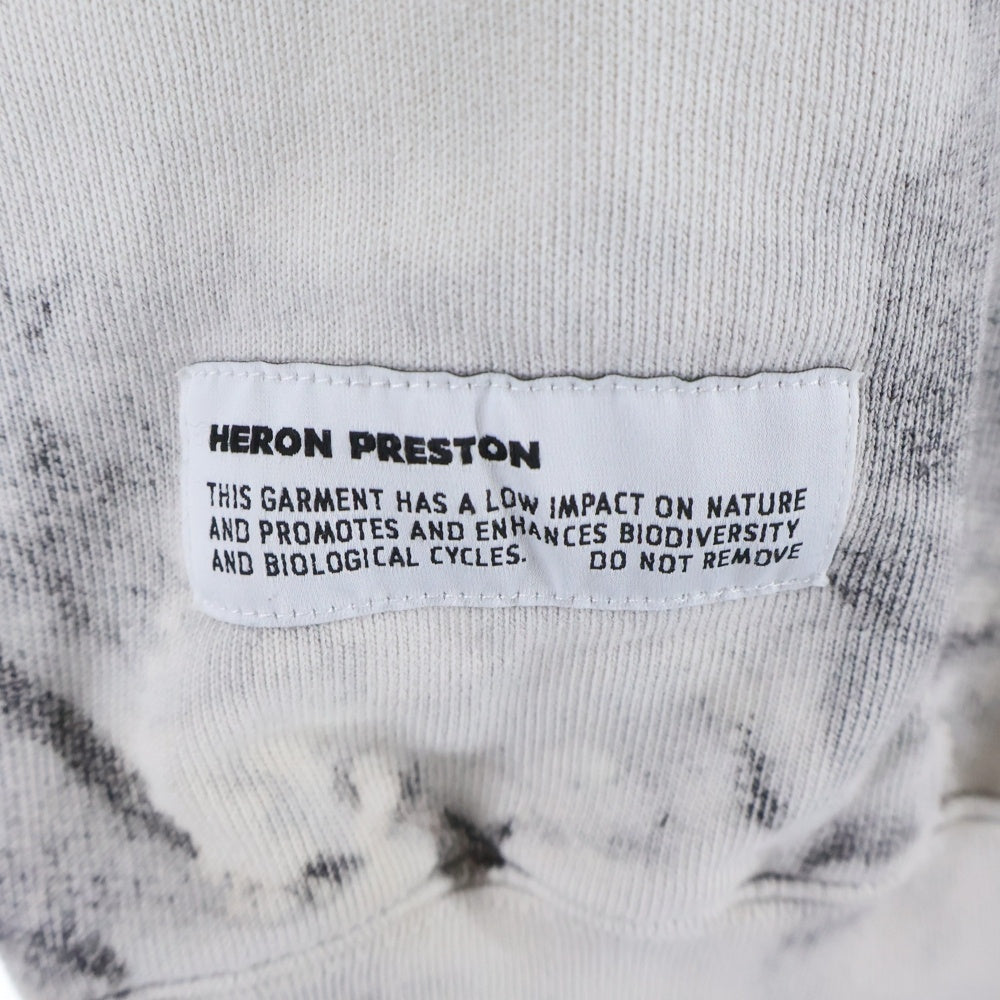 HERON PRESTON
THIS GARMENT HAS A LOW IMPACT ON NATURE
AND PROMOTES AND ENHANCES BIODIVERSITY
AND BIOLOGICAL CYCLES. DO NOT REMOVE